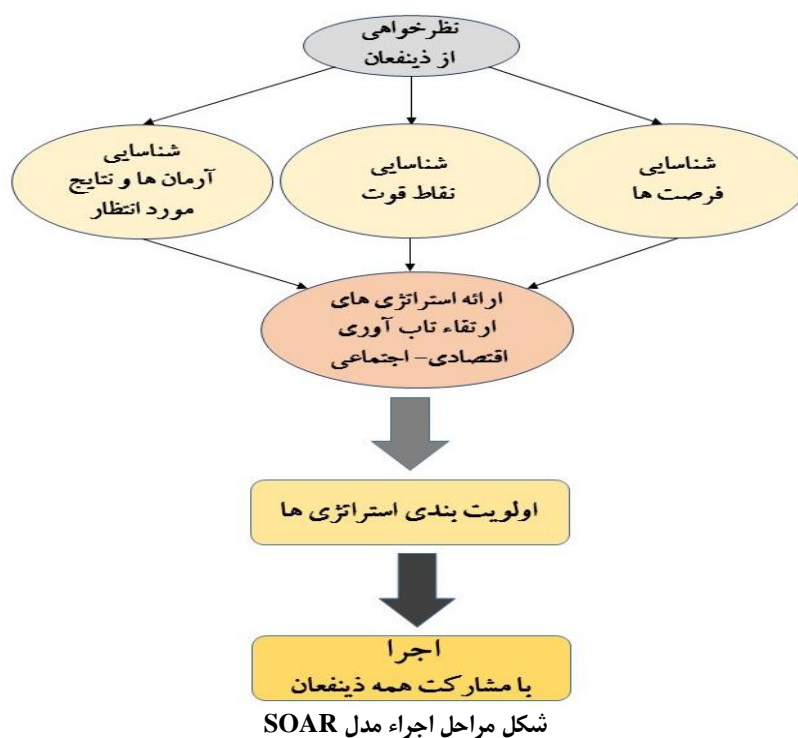 نظرخواهی
از ذینفعان
شناسایی
فرصت ها
شناسایی
نقاط قوت
شناسایی
آرمان ها و نتایج
مورد انتظار
ارائه استراتژی های
ارتقاء تاب آوری
اقتصادی- اجتماعی
اولویت بندی استراتژی ها
اجرا
با مشارکت همه ذینفعان
شکل مراحل اجراء مدل SOAR